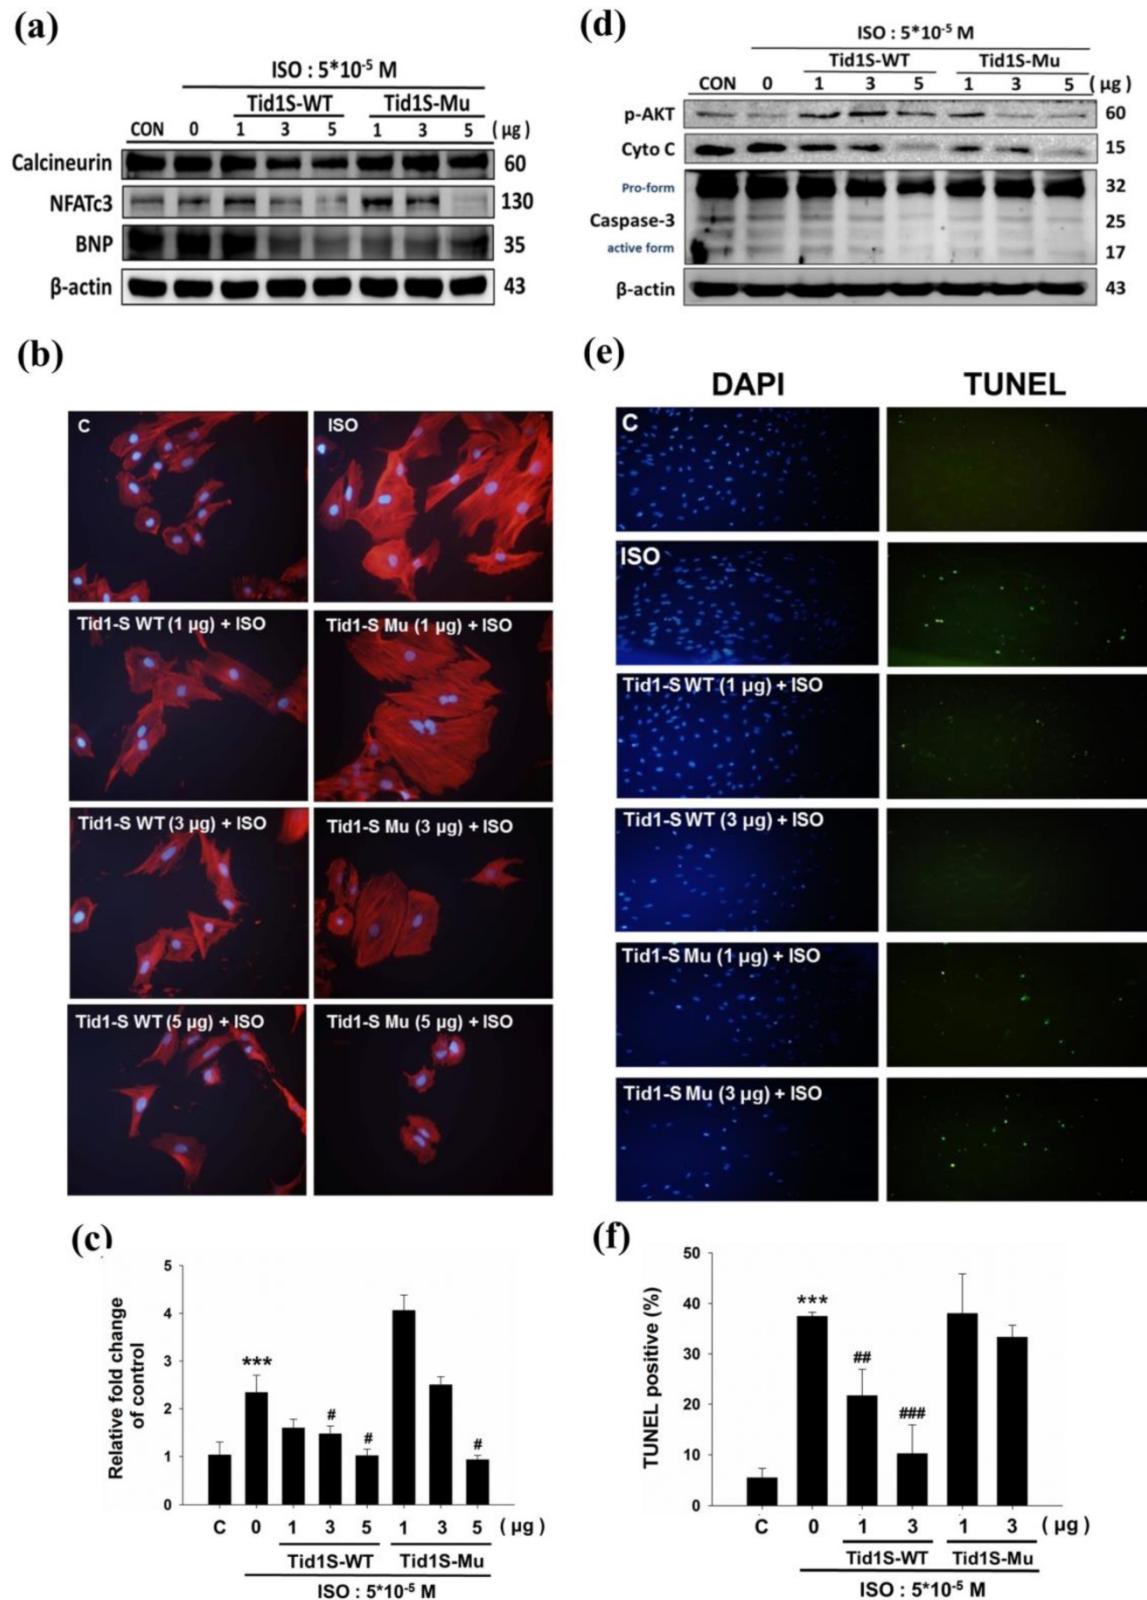 (a)
ISO : 5*10⁻⁵ M
Tid1S-WT Tid1S-Mu
CON 0 1 3 5 1 3 5 ( µg )
Calcineurin 60
NFATc3 130
BNP 35
β-actin 43
(b)
C ISO
Tid1-S WT (1 µg) + ISO Tid1-S Mu (1 µg) + ISO
Tid1-S WT (3 µg) + ISO Tid1-S Mu (3 µg) + ISO
Tid1-S WT (5 µg) + ISO Tid1-S Mu (5 µg) + ISO
(c)
Relative fold change
of control
5
4
3
2
1
0
***
#
#
#
C 0 1 3 5 1 3 5 ( µg )
Tid1S-WT Tid1S-Mu
ISO : 5*10⁻⁵ M
(d)
ISO : 5*10⁻⁵ M
Tid1S-WT Tid1S-Mu
CON 0 1 3 5 1 3 5 ( µg )
p-AKT 60
Cyto C 15
Pro-form 32
Caspase-3 25
active form 17
β-actin 43
(e)
DAPI TUNEL
C
ISO
Tid1-S WT (1 µg) + ISO
Tid1-S WT (3 µg) + ISO
Tid1-S Mu (1 µg) + ISO
Tid1-S Mu (3 µg) + ISO
(f)
TUNEL positive (%)
50
40
30
20
10
0
***
##
###
C 0 1 3 1 3 ( µg )
Tid1S-WT Tid1S-Mu
ISO : 5*10⁻⁵ M